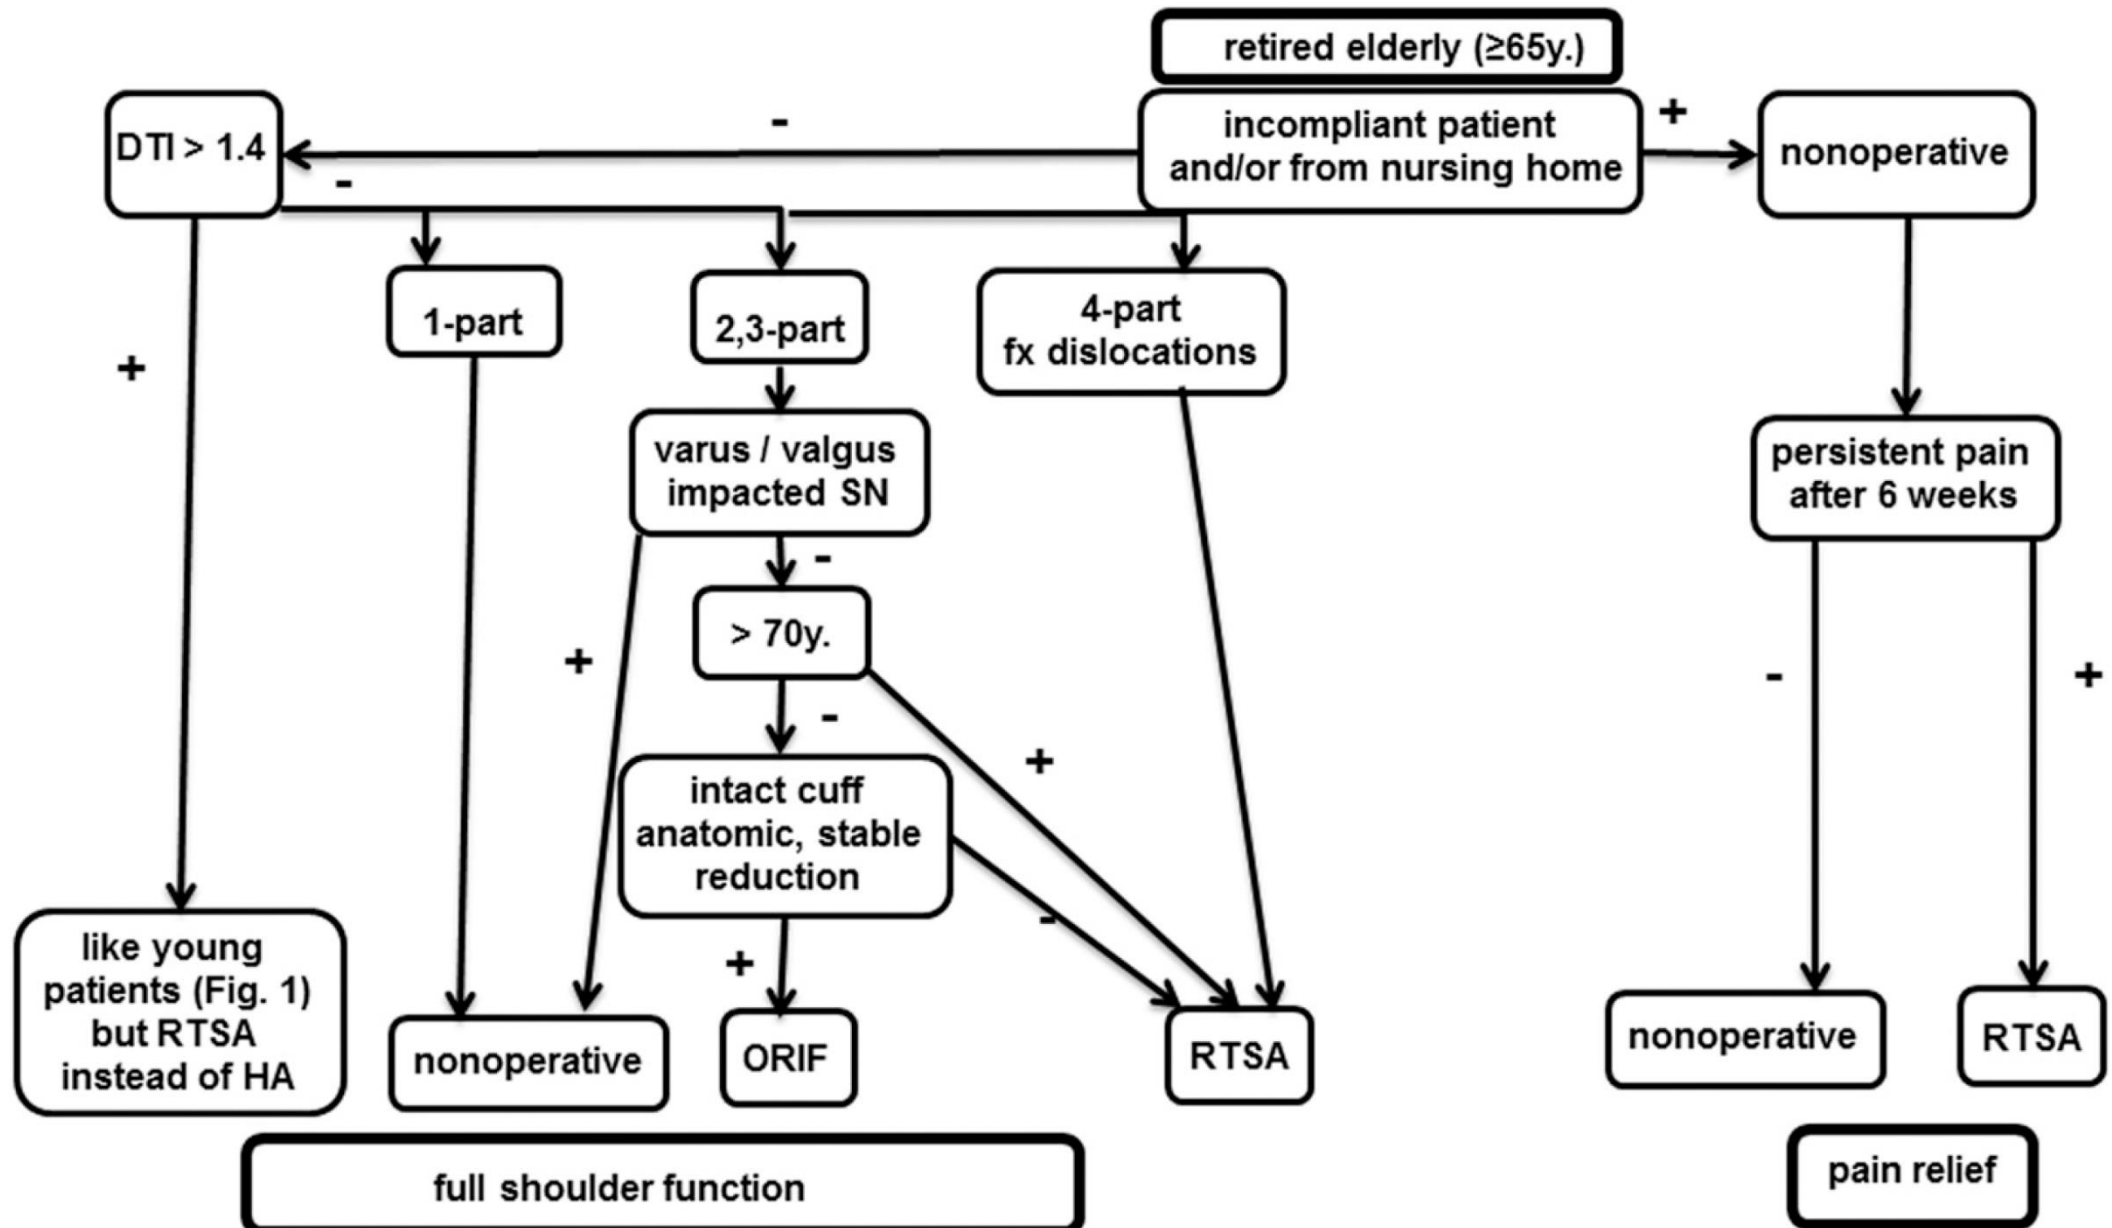 retired elderly (≥65y.)
incompliant patient
and/or from nursing home
+
nonoperative
-
DTI > 1.4
-
+
1-part
2,3-part
4-part
fx dislocations
varus / valgus
impacted SN
persistent pain
after 6 weeks
-
+
> 70y.
-
+
-
+
intact cuff
anatomic, stable
reduction
+
-
like young
patients (Fig. 1)
but RTSA
instead of HA
nonoperative
ORIF
RTSA
nonoperative
RTSA
full shoulder function
pain relief